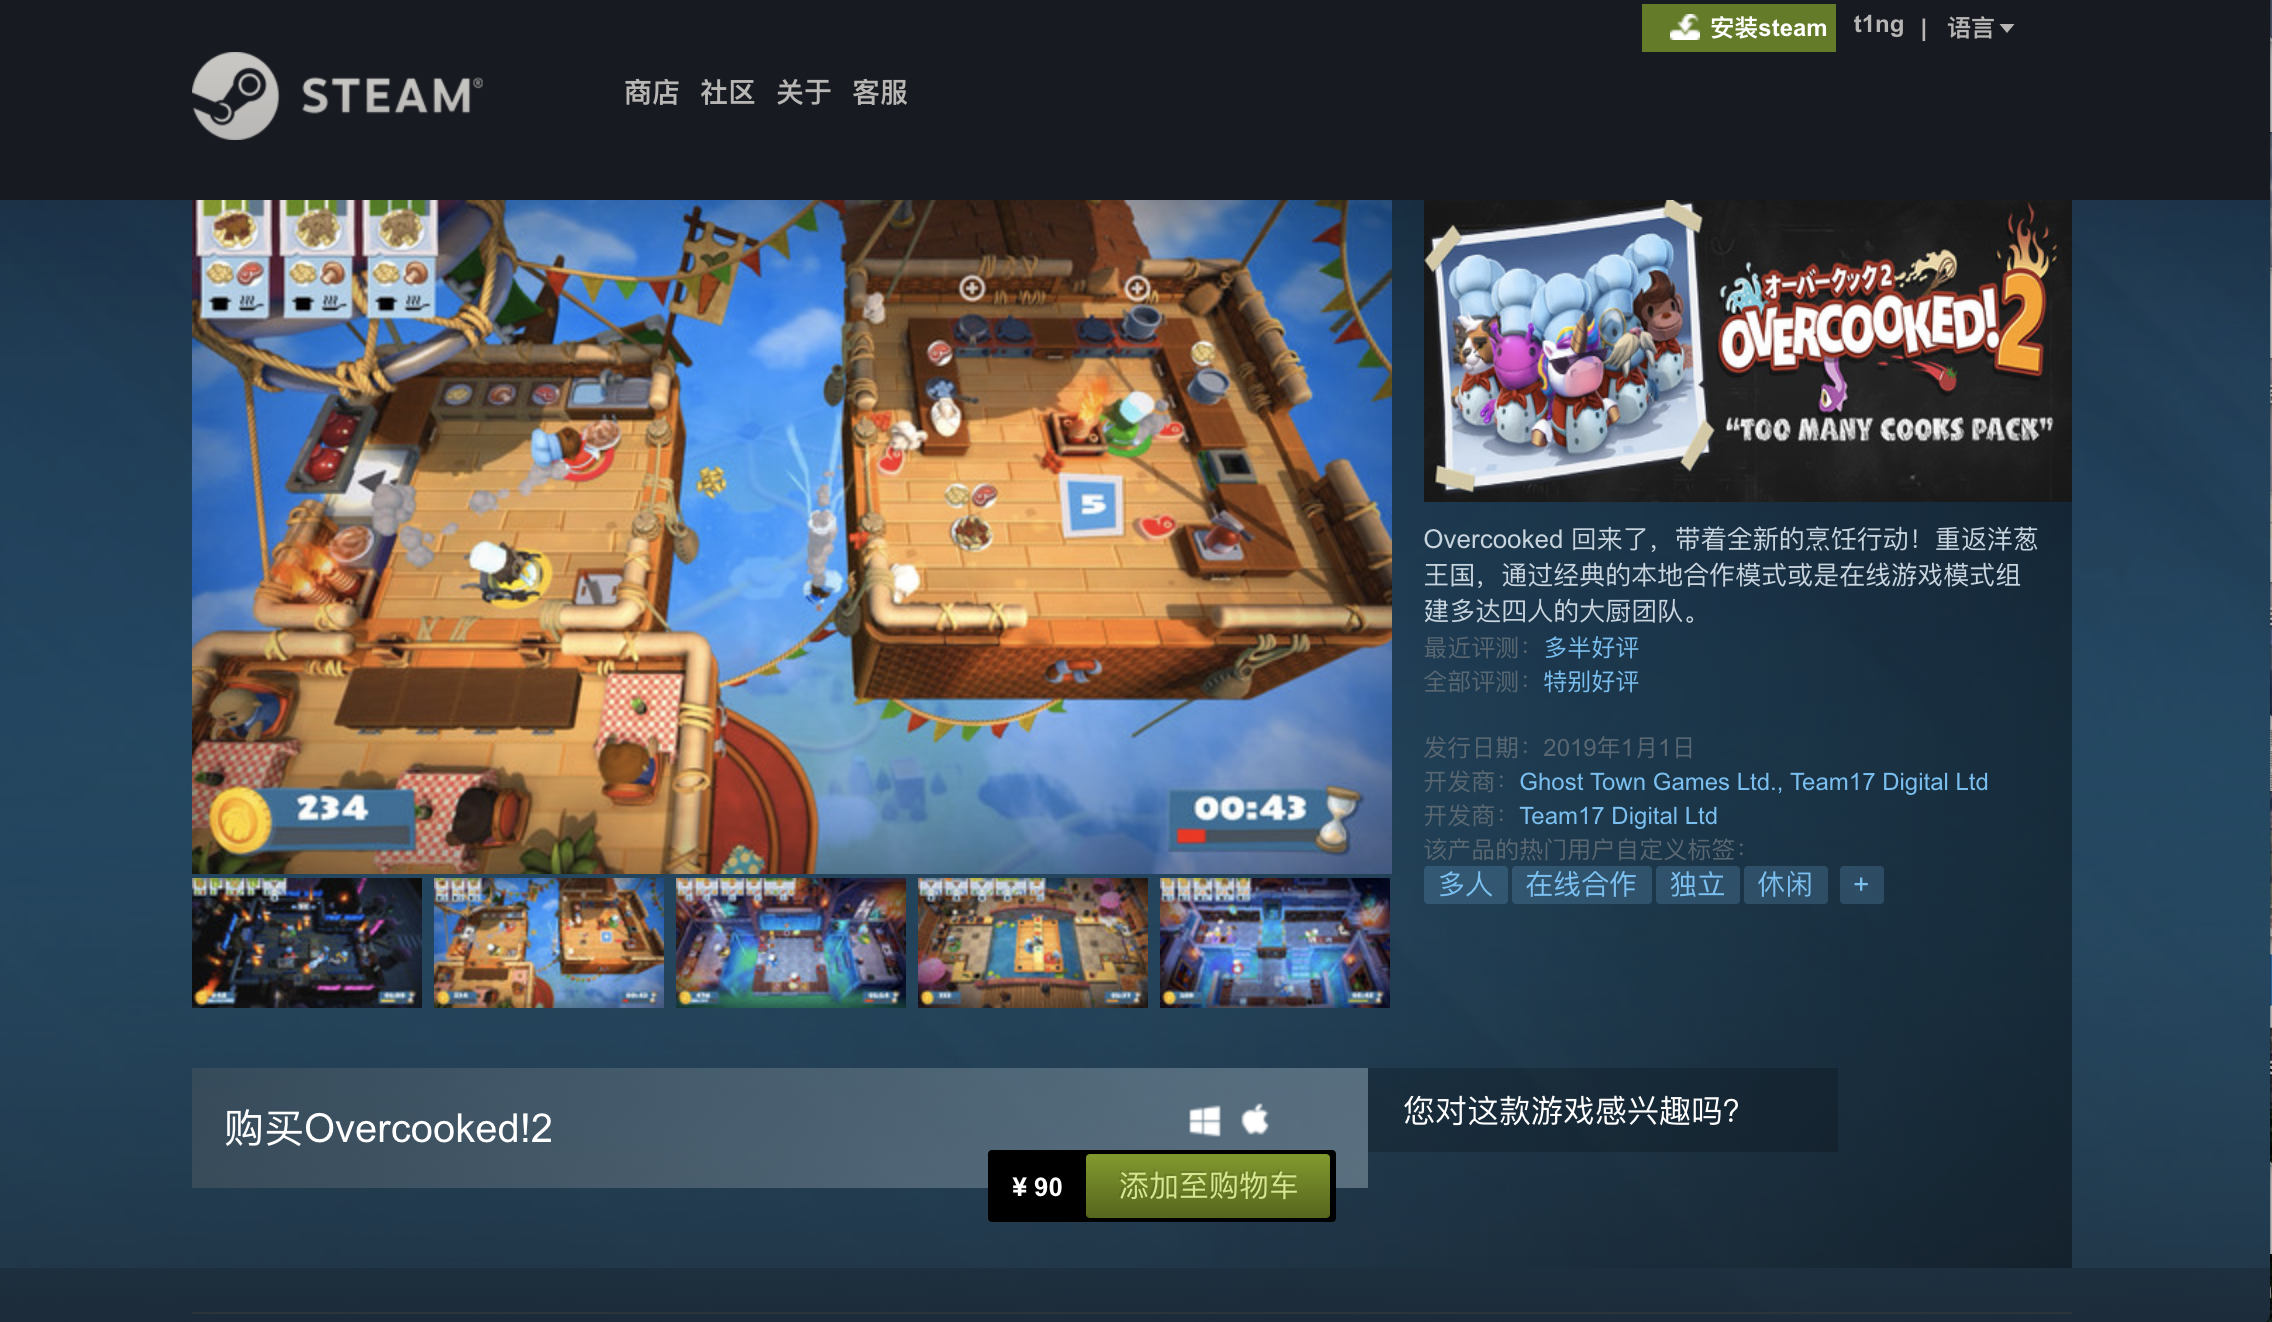 安装steam t1ng | 语言
STEAM®
商店 社区 关于 客服
5
234
00:43
オーバークック2
OVERCOOKED! 2
“TOO MANY COOKS PACK”
Overcooked 回来了，带着全新的烹饪行动！重返洋葱
王国，通过经典的本地合作模式或是在线游戏模式组
建多达四人的大厨团队。
最近评测：多半好评
全部评测：特别好评
发行日期：2019年1月1日
开发商：Ghost Town Games Ltd., Team17 Digital Ltd
开发商：Team17 Digital Ltd
该产品的热门用户自定义标签：
多人 在线合作 独立 休闲 +
购买Overcooked!2
¥ 90 添加至购物车
您对这款游戏感兴趣吗?